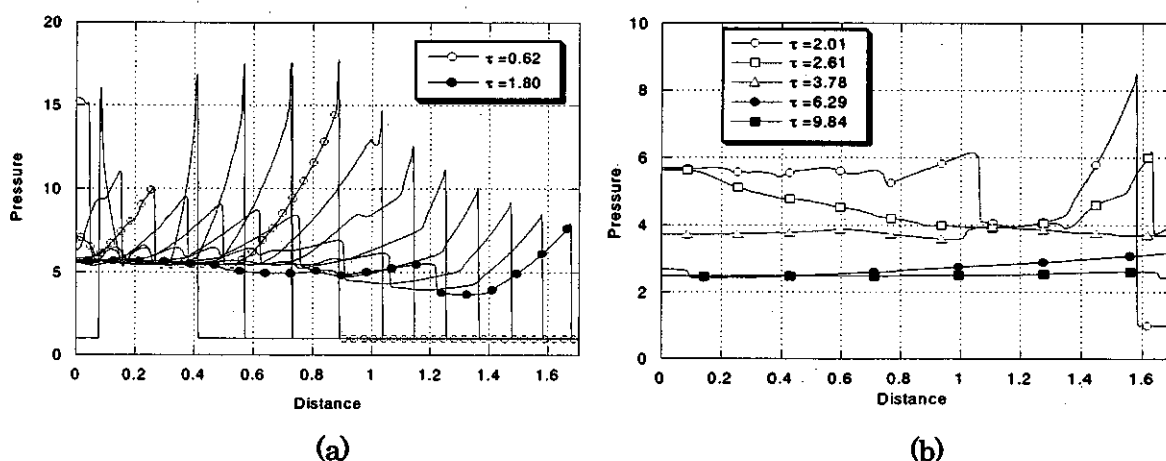 20
15
10
5
0
Pressure
0
0.2
0.4
0.6
0.8
1
1.2
1.4
1.6
Distance
τ=0.62
τ=1.80
(a)
10
8
6
4
2
0
Pressure
0
0.2
0.4
0.6
0.8
1
1.2
1.4
1.6
Distance
τ=2.01
τ=2.61
τ=3.78
τ=6.29
τ=9.84
(b)